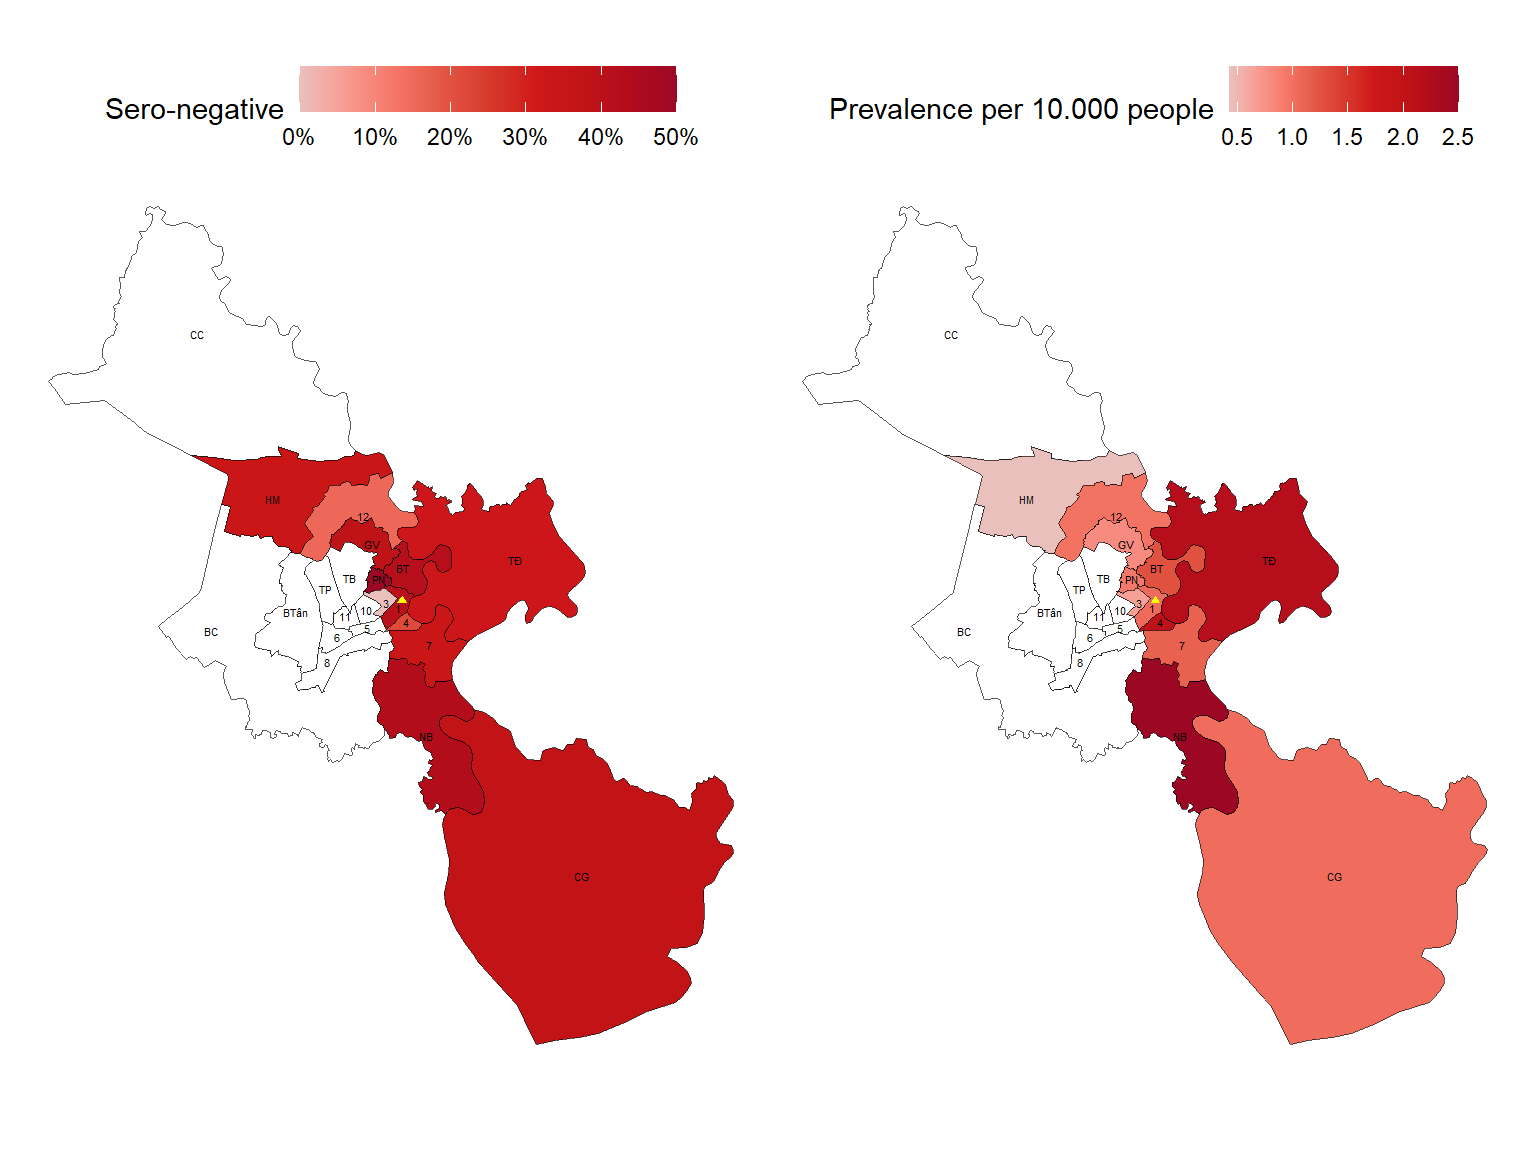 Sero-negative
0% 10% 20% 30% 40% 50%
Prevalence per 10.000 people
0.5 1.0 1.5 2.0 2.5
CC
HM
12
GV
TĐ
BT
PN
TB
TP
3
1
10
11
BTân
4
5
BC
6
7
8
NB
CG
CC
HM
12
GV
TĐ
BT
PN
TB
TP
3
1
10
11
BTân
4
5
BC
6
7
8
NB
CG